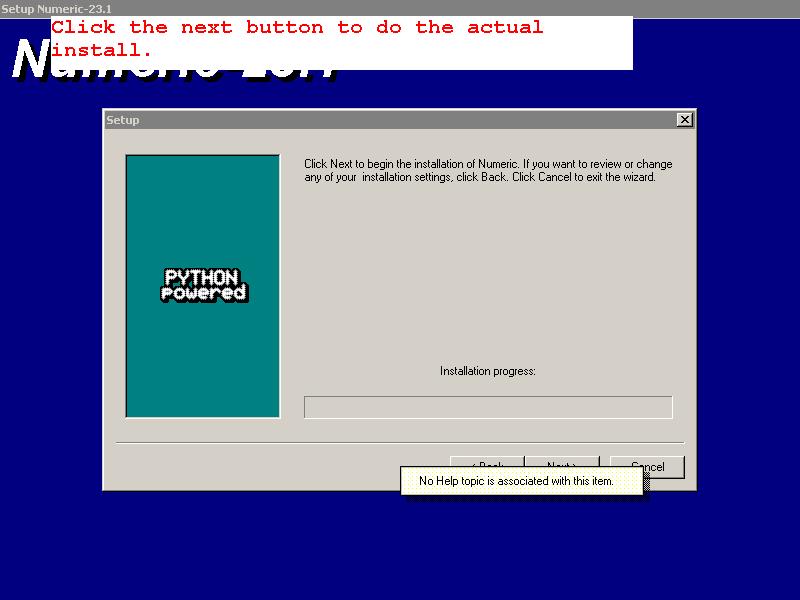 Setup Numeric-23.1
Click the next button to do the actual
install.
Numeric-23.1
Setup
Click Next to begin the installation of Numeric. If you want to review or change
any of your installation settings, click Back. Click Cancel to exit the wizard.
PYTHON
powered
Installation progress:
< Back Next > Cancel
No Help topic is associated with this item.